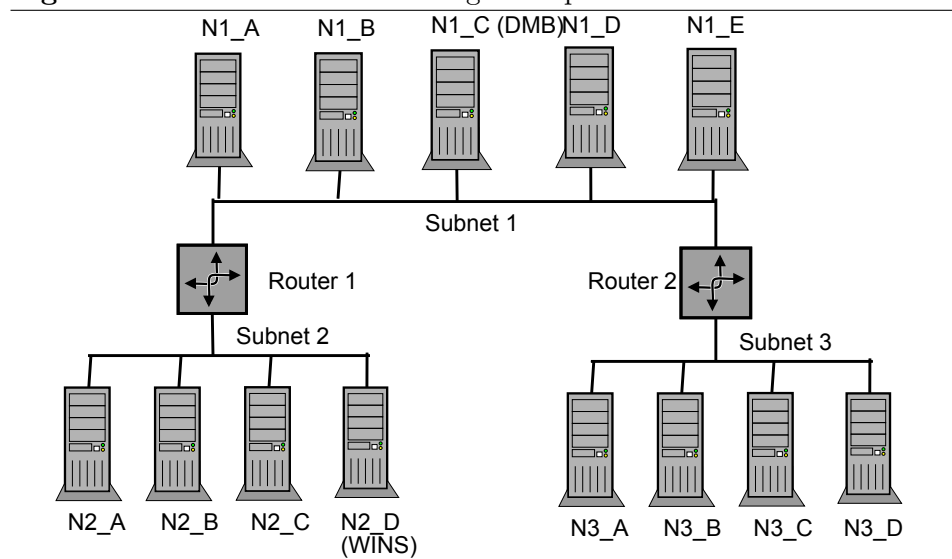 N1_A N1_B N1_C (DMB) N1_D N1_E
Subnet 1
Router 1 Router 2
Subnet 2 Subnet 3
N2_A N2_B N2_C N2_D N3_A N3_B N3_C N3_D
(WINS)